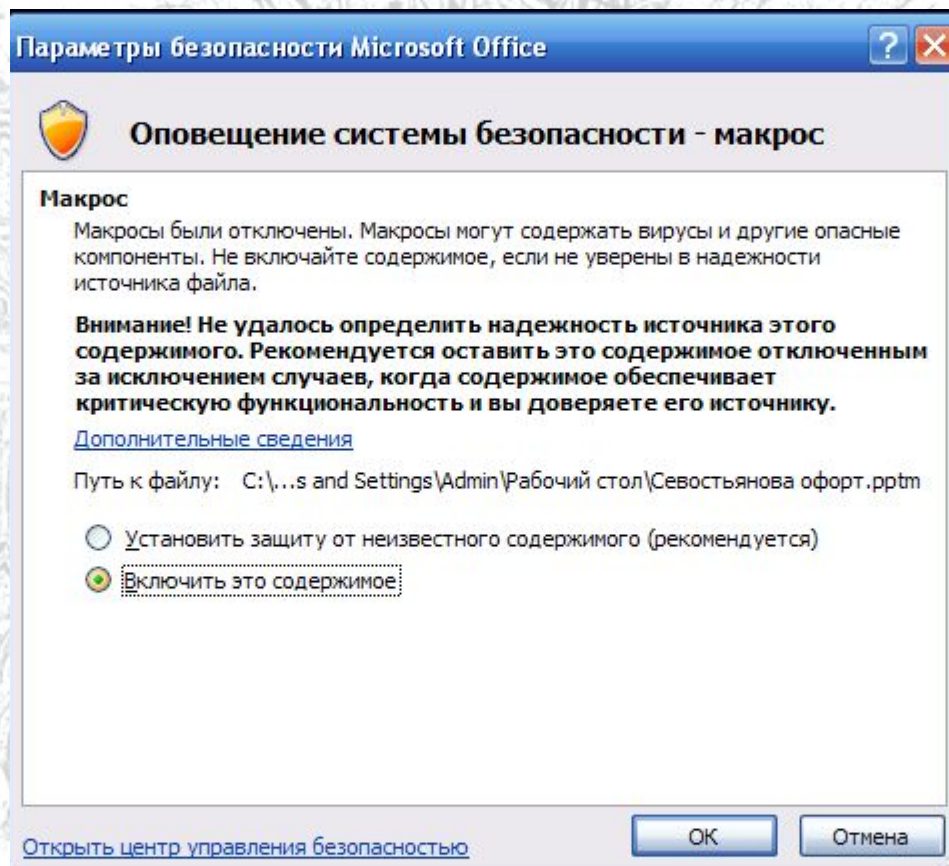 Параметры безопасности Microsoft Office
Оповещение системы безопасности - макрос
Макрос
Макросы были отключены. Макросы могут содержать вирусы и другие опасные
компоненты. Не включайте содержимое, если не уверены в надежности
источника файла.
Внимание! Не удалось определить надежность источника этого
содержимого. Рекомендуется оставить это содержимое отключенным
за исключением случаев, когда содержимое обеспечивает
критическую функциональность и вы доверяете его источнику.
Дополнительные сведения
Путь к файлу: C:\...s and Settings\Admin\Рабочий стол\Севостьянова офорт.pptm
Установить защиту от неизвестного содержимого (рекомендуется)
Включить это содержимое
Открыть центр управления безопасностью ОК Отмена